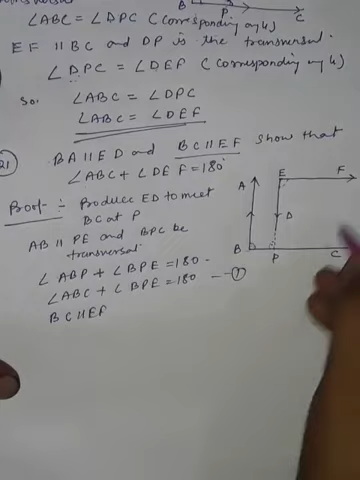 B P C
∠ABC = ∠DPC (corresponding angles)
EF || BC and DP is the transversal.
∠DPC = ∠DEF (corresponding angles)
So. ∠ABC = ∠DPC
∠ABC = ∠DEF
21 BA || ED and BC || EF show that
∠ABC + ∠DEF = 180°
Proof :- Produce ED to meet
BC at P
AB || PE and BPC be
transversal.
∠ABP + ∠BPE = 180 -
∠ABC + ∠BPE = 180 -- ①
BC || EF
E F
A
D
B P C